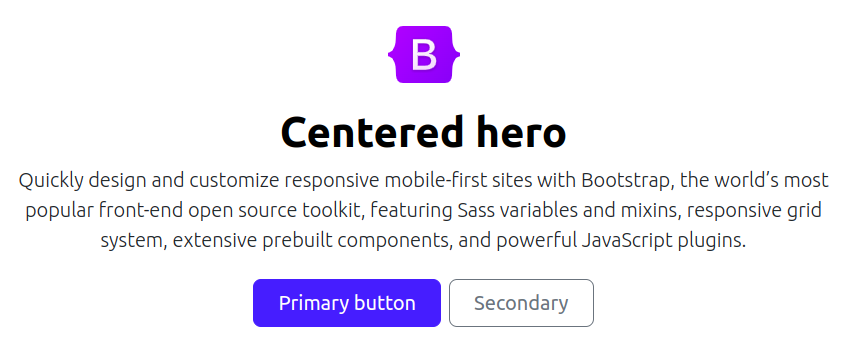 B
Centered hero
Quickly design and customize responsive mobile-first sites with Bootstrap, the world’s most
popular front-end open source toolkit, featuring Sass variables and mixins, responsive grid
system, extensive prebuilt components, and powerful JavaScript plugins.
Primary button Secondary